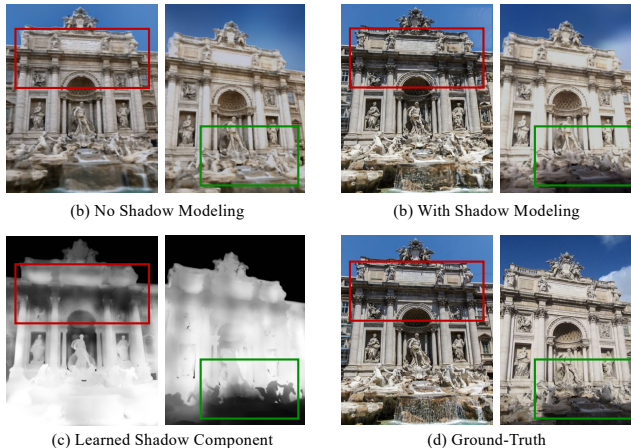 (b) No Shadow Modeling
(b) With Shadow Modeling
(c) Learned Shadow Component
(d) Ground-Truth